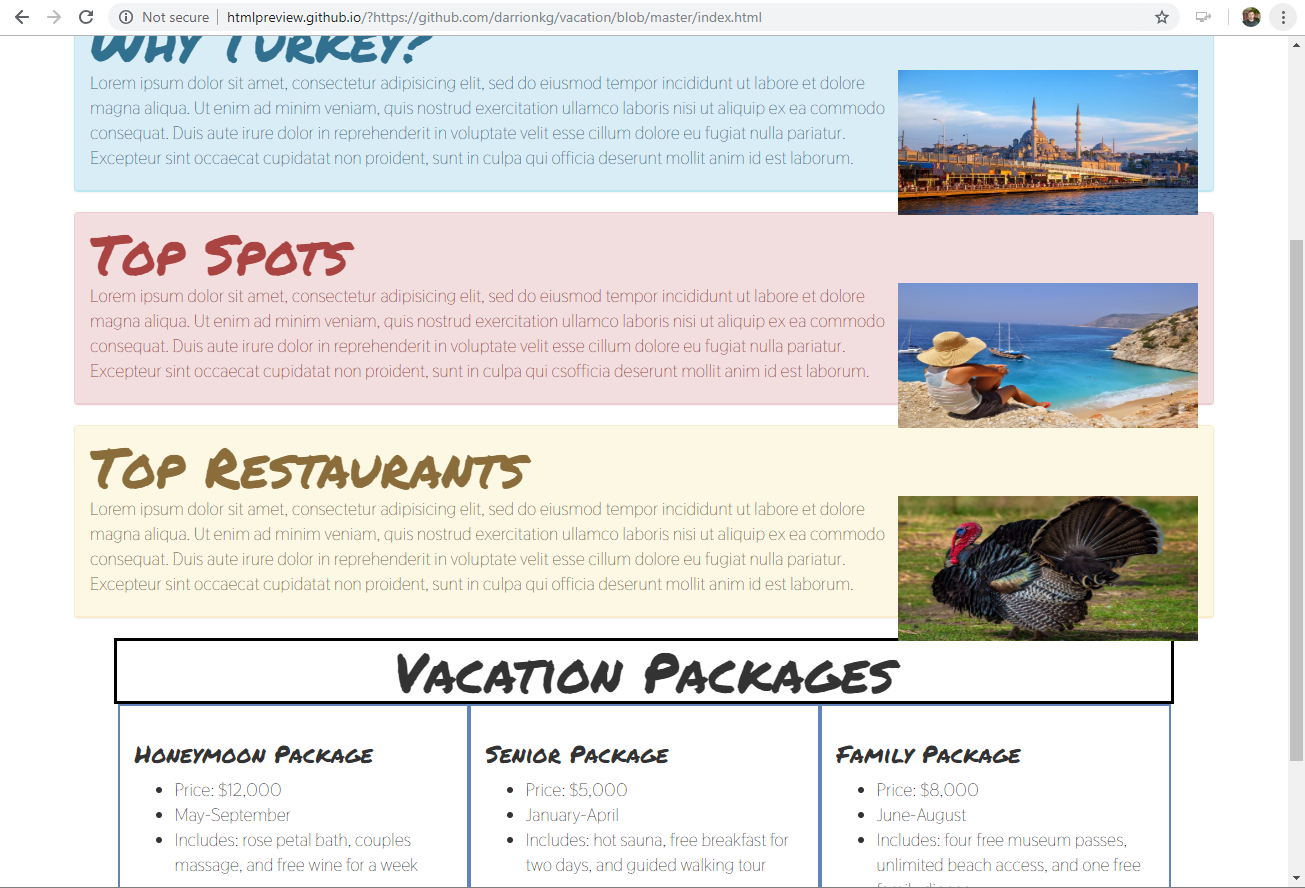 Not secure
htmlpreview.github.io/?https://github.com/darrionkg/vacation/blob/master/index.html
Why Turkey?
Lorem ipsum dolor sit amet, consectetur adipisicing elit, sed do eiusmod tempor incididunt ut labore et dolore
magna aliqua. Ut enim ad minim veniam, quis nostrud exercitation ullamco laboris nisi ut aliquip ex ea commodo
consequat. Duis aute irure dolor in reprehenderit in voluptate velit esse cillum dolore eu fugiat nulla pariatur.
Excepteur sint occaecat cupidatat non proident, sunt in culpa qui officia deserunt mollit anim id est laborum.
Top Spots
Lorem ipsum dolor sit amet, consectetur adipisicing elit, sed do eiusmod tempor incididunt ut labore et dolore
magna aliqua. Ut enim ad minim veniam, quis nostrud exercitation ullamco laboris nisi ut aliquip ex ea commodo
consequat. Duis aute irure dolor in reprehenderit in voluptate velit esse cillum dolore eu fugiat nulla pariatur.
Excepteur sint occaecat cupidatat non proident, sunt in culpa qui csofficia deserunt mollit anim id est laborum.
Top Restaurants
Lorem ipsum dolor sit amet, consectetur adipisicing elit, sed do eiusmod tempor incididunt ut labore et dolore
magna aliqua. Ut enim ad minim veniam, quis nostrud exercitation ullamco laboris nisi ut aliquip ex ea commodo
consequat. Duis aute irure dolor in reprehenderit in voluptate velit esse cillum dolore eu fugiat nulla pariatur.
Excepteur sint occaecat cupidatat non proident, sunt in culpa qui officia deserunt mollit anim id est laborum.
Vacation Packages
Honeymoon Package
Price: $12,000
May-September
Includes: rose petal bath, couples
massage, and free wine for a week
Senior Package
Price: $5,000
January-April
Includes: hot sauna, free breakfast for
two days, and guided walking tour
Family Package
Price: $8,000
June-August
Includes: four free museum passes,
unlimited beach access, and one free